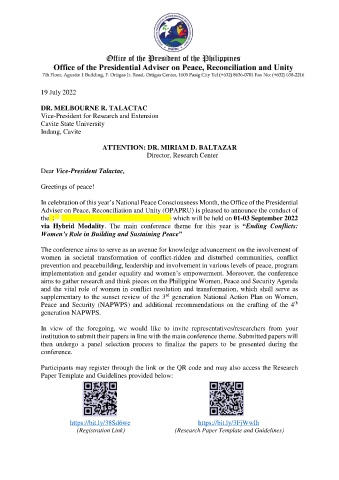 Office of the President of the Philippines
Office of the Presidential Adviser on Peace, Reconciliation and Unity
7th Floor, Agustin 1 Building, F. Ortigas Jr. Road, Ortigas Center, 1605 Pasig City Tel (+632) 8636-0701 Fax No: (+632) 638-2216
19 July 2022
DR. MELBOURNE R. TALACTAC
Vice-President for Research and Extension
Cavite State University
Indang, Cavite
ATTENTION: DR. MIRIAM D. BALTAZAR
Director, Research Center
Dear Vice-President Talactac,
Greetings of peace!
In celebration of this year's National Peace Consciousness Month, the Office of the Presidential
Adviser on Peace, Reconciliation and Unity (OPAPRU) is pleased to announce the conduct of
the which will be held on 01-03 September 2022
via Hybrid Modality. The main conference theme for this year is "Ending Conflicts:
Women's Role in Building and Sustaining Peace"
The conference aims to serve as an avenue for knowledge advancement on the involvement of
women in societal transformation of conflict-ridden and disturbed communities, conflict
prevention and peacebuilding, leadership and involvement in various levels of peace, program
implementation and gender equality and women's empowerment. Moreover, the conference
aims to gather research and think pieces on the Philippine Women, Peace and Security Agenda
and the vital role of women in conflict resolution and transformation, which shall serve as
supplementary to the sunset review of the 3rd generation National Action Plan on Women,
Peace and Security (NAPWPS) and additional recommendations on the crafting of the 4th
generation NAPWPS.
In view of the foregoing, we would like to invite representatives/researchers from your
institution to submit their papers in line with the main conference theme. Submitted papers will
then undergo a panel selection process to finalize the papers to be presented during the
conference.
Participants may register through the link or the QR code and may also access the Research
Paper Template and Guidelines provided below:
https://bit.ly/38Sd6we
(Registration Link)
https://bit.ly/3FjWwIh
(Research Paper Template and Guidelines)